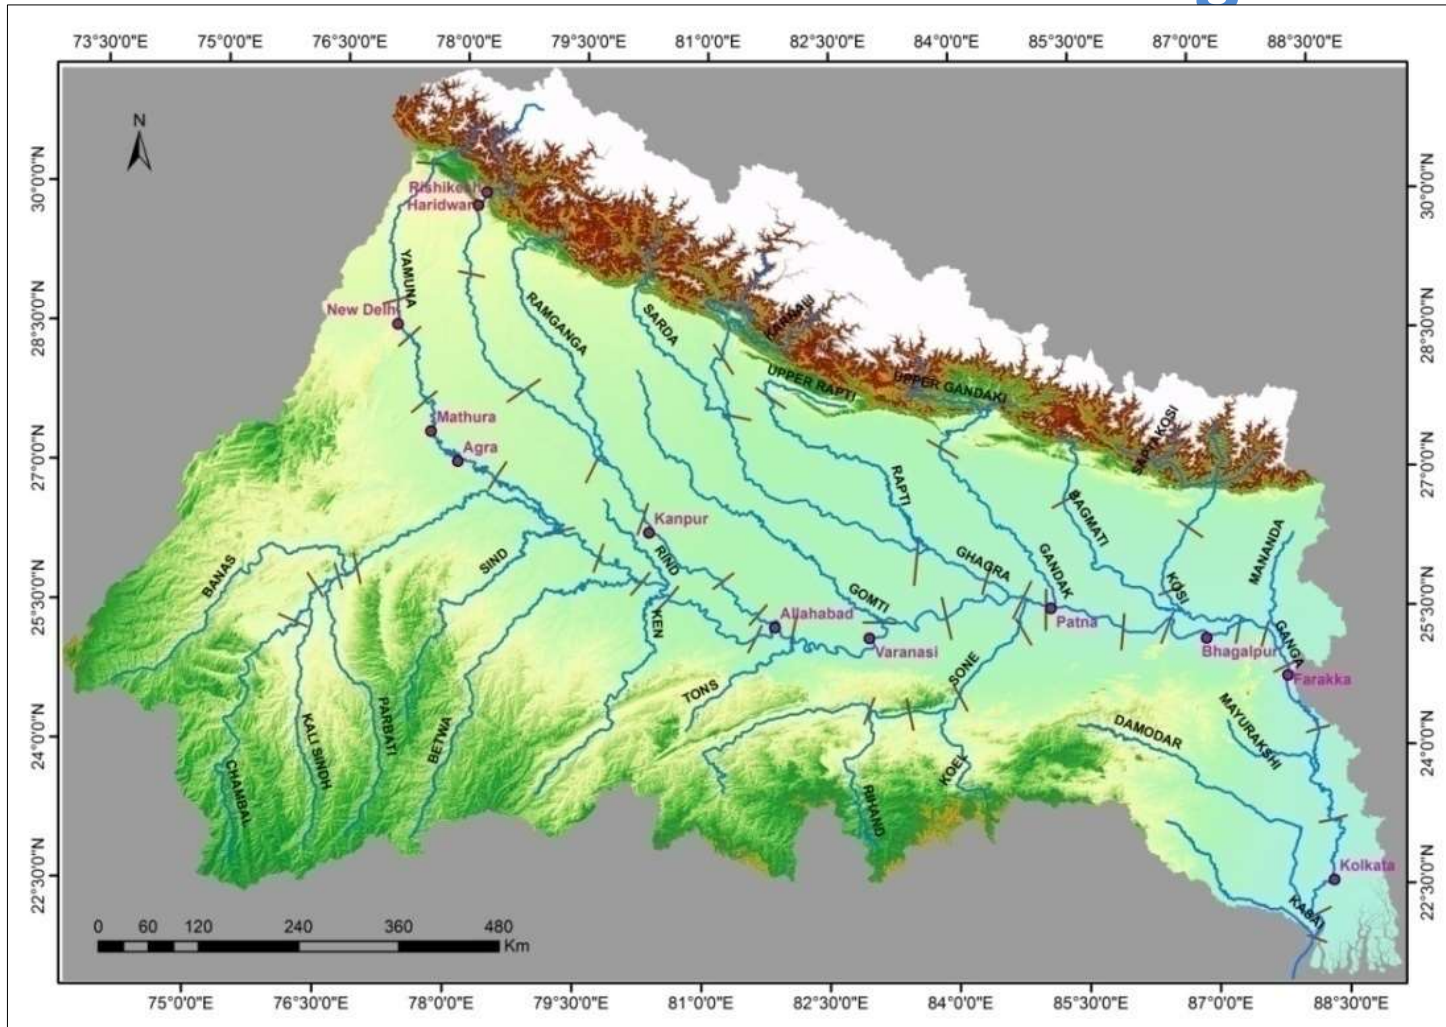 73°30'0"E 75°0'0"E 76°30'0"E 78°0'0"E 79°30'0"E 81°0'0"E 82°30'0"E 84°0'0"E 85°30'0"E 87°0'0"E 88°30'0"E
N
30°0'0"N
30°0'0"N
Rishikesh
Haridwar
YAMUNA
New Delhi
28°30'0"N
28°30'0"N
RAMGANGA
SARDA
KARNALI
UPPER RAPTI
UPPER GANDAKI
Mathura
Agra
27°0'0"N
27°0'0"N
SAPTAKOSI
RAPTI
BAGMATI
MANANDA
Kanpur
BANAS
SIND
RIND
GHAGRA
GANDAK
KOSI
25°30'0"N
25°30'0"N
KEN
Allahabad
GOMTI
Varanasi
Patna
Bhagalpur
GANGA
Farakka
TONS
SONE
CHAMBAL
KALI SINDH
PARBATI
BETWA
24°0'0"N
24°0'0"N
DAMODAR
MAYURAKSHI
RIHAND
KOEL
Kolkata
22°30'0"N
22°30'0"N
KASAI
0 60 120 240 360 480
Km
75°0'0"E 76°30'0"E 78°0'0"E 79°30'0"E 81°0'0"E 82°30'0"E 84°0'0"E 85°30'0"E 87°0'0"E 88°30'0"E